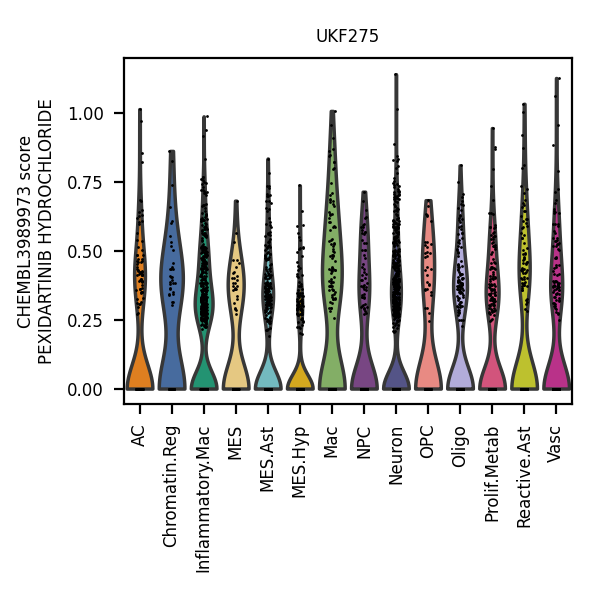 UKF275
CHEMBL3989973 score
PEXIDARTINIB HYDROCHLORIDE
1.00
0.75
0.50
0.25
0.00
AC
Chromatin.Reg
Inflammatory.Mac
MES
MES.Ast
MES.Hyp
Mac
NPC
Neuron
OPC
Oligo
Prolif.Metab
Reactive.Ast
Vasc